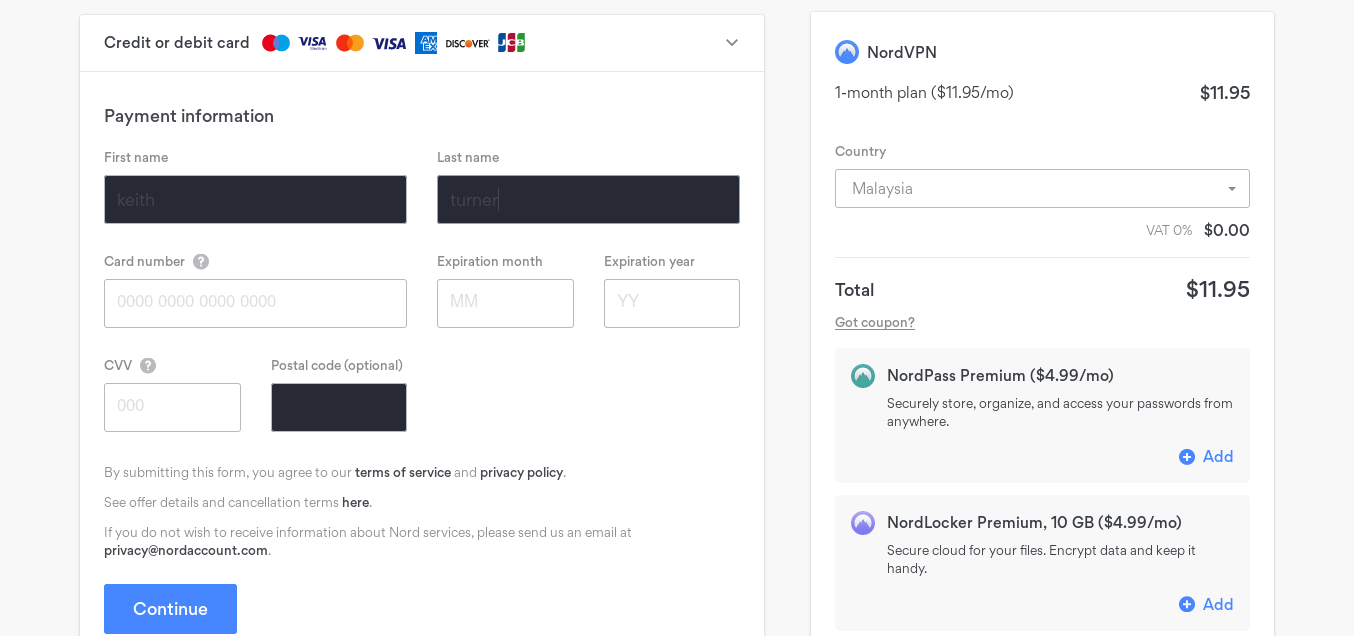 Credit or debit card VISA Electron VISA AMEX DISCOVER JCB
Payment information
First name Last name
keith turner
Card number ? Expiration month Expiration year
0000 0000 0000 0000 MM YY
CVV ? Postal code (optional)
000
By submitting this form, you agree to our terms of service and privacy policy.
See offer details and cancellation terms here.
If you do not wish to receive information about Nord services, please send us an email at
privacy@nordaccount.com.
Continue
NordVPN
1-month plan ($11.95/mo) $11.95
Country
Malaysia
VAT 0% $0.00
Total $11.95
Got coupon?
NordPass Premium ($4.99/mo)
Securely store, organize, and access your passwords from
anywhere.
Add
NordLocker Premium, 10 GB ($4.99/mo)
Secure cloud for your files. Encrypt data and keep it
handy.
Add